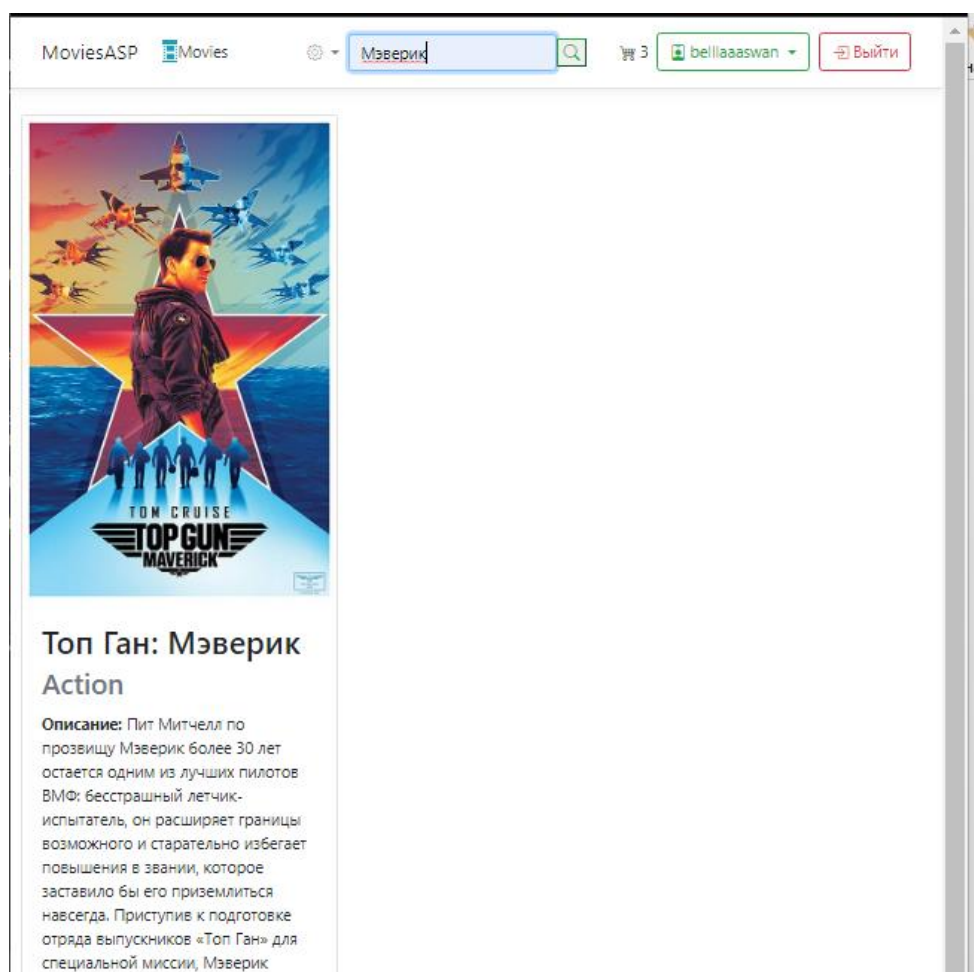 MoviesASP Movies Мэверик 3 belllaaaswan Выйти
TOM CRUISE
TOP GUN
MAVERICK
Топ Ган: Мэверик
Action
Описание: Пит Митчелл по
прозвищу Мэверик более 30 лет
остается одним из лучших пилотов
ВМФ: бесстрашный летчик-
испытатель, он расширяет границы
возможного и старательно избегает
повышения в звании, которое
заставило бы его приземлиться
навсегда. Приступив к подготовке
отряда выпускников «Топ Ган» для
специальной миссии, Мэверик